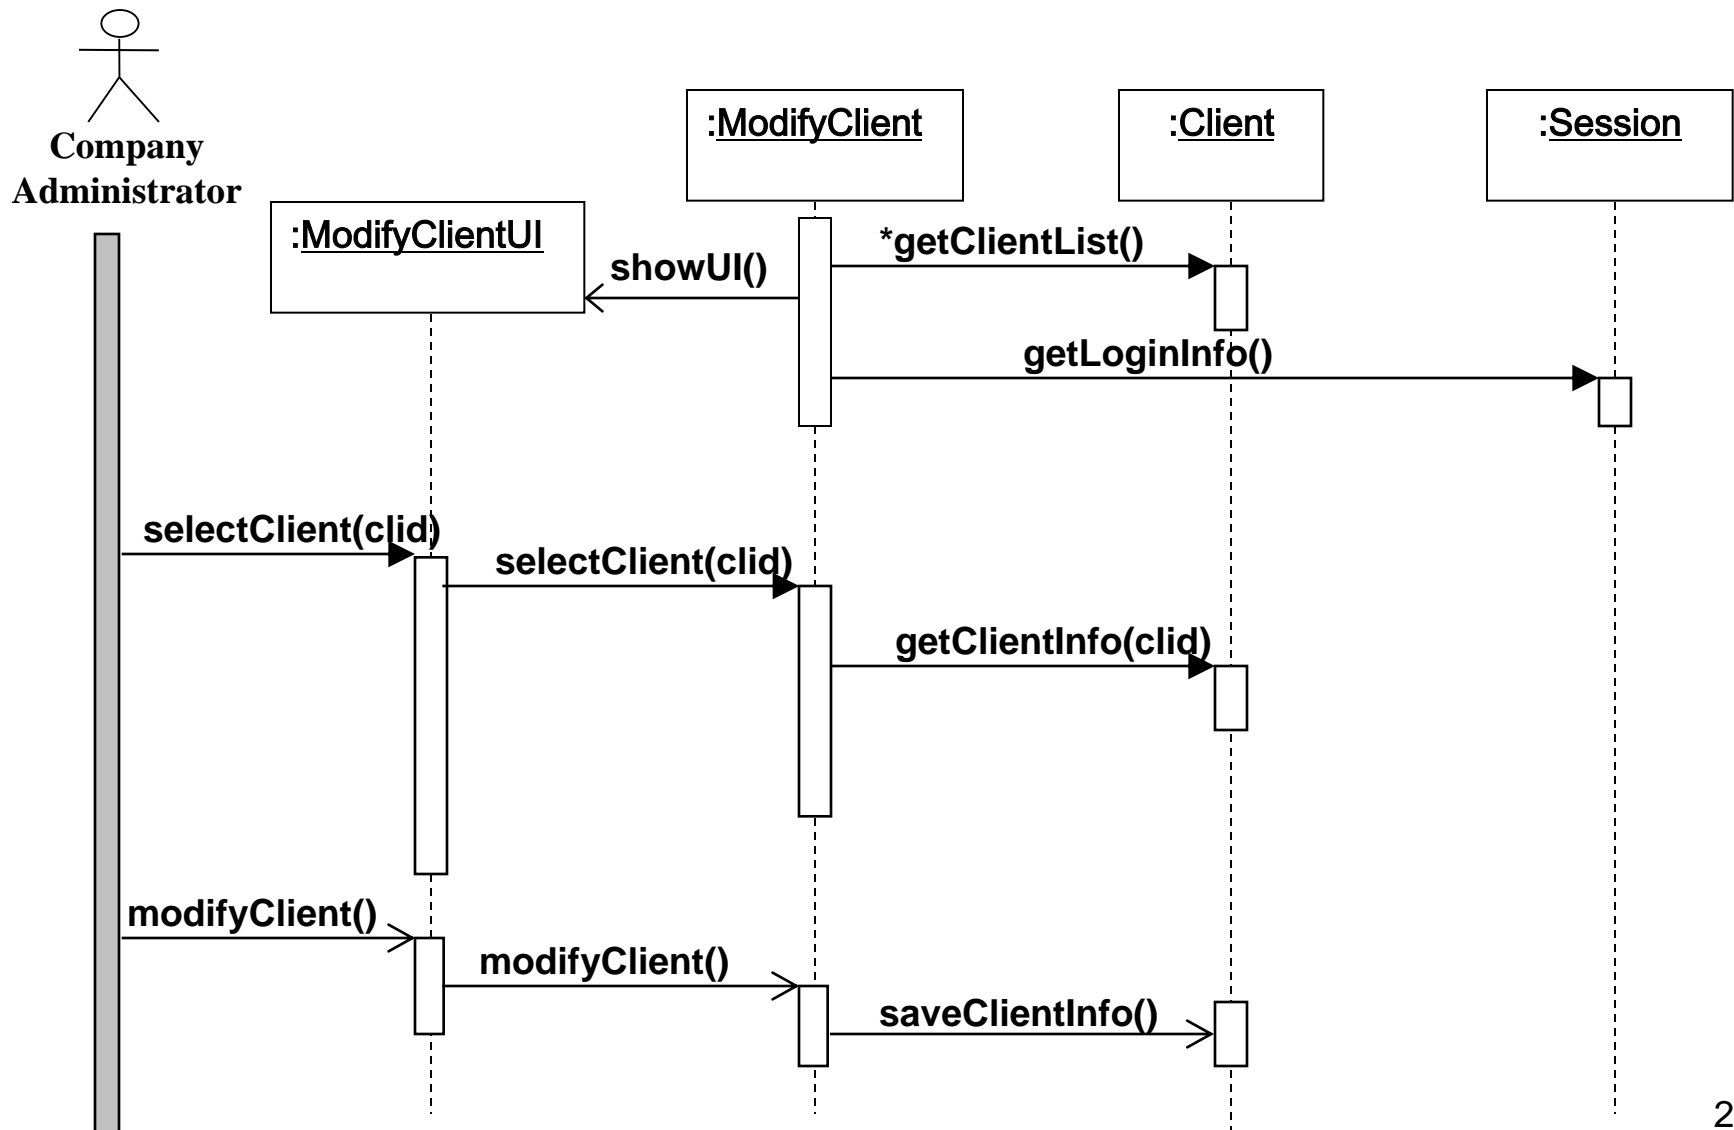 Company
Administrator
:ModifyClient
:Client
:Session
:ModifyClientUI
*getClientList()
showUI()
getLoginInfo()
selectClient(clid)
selectClient(clid)
getClientInfo(clid)
modifyClient()
modifyClient()
saveClientInfo()
2